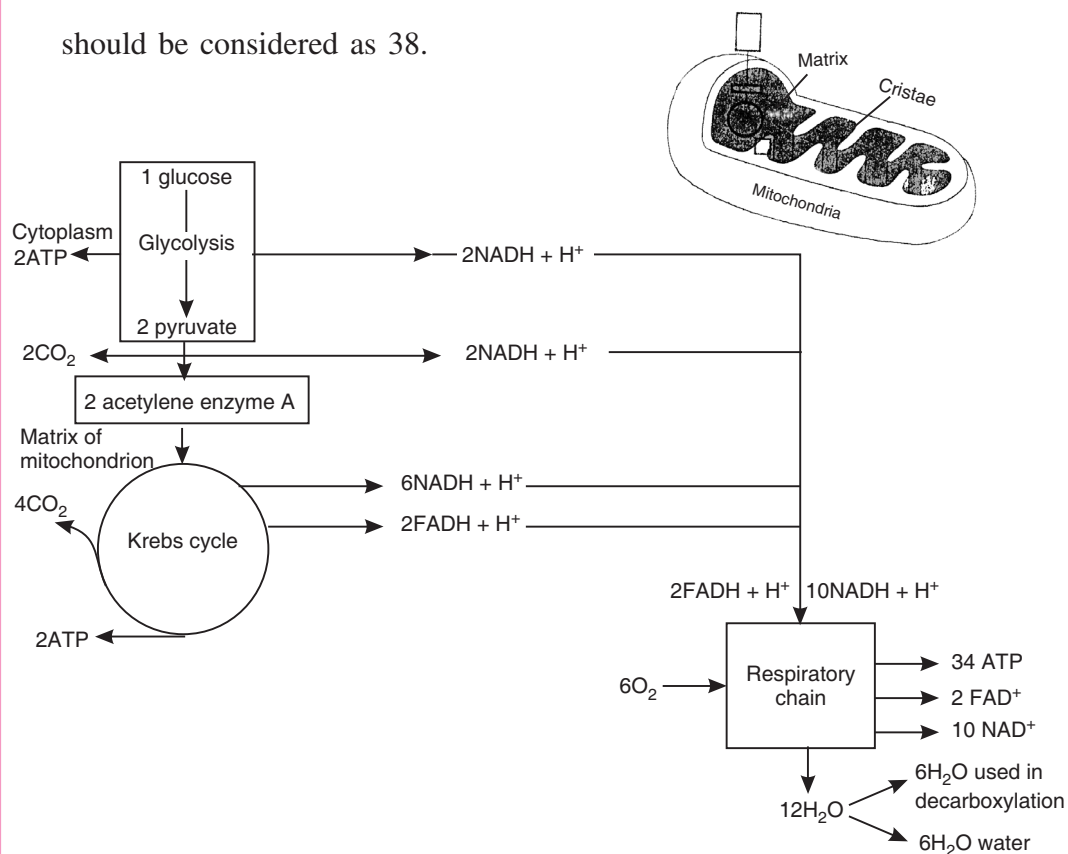 should be considered as 38.
Matrix
Cristae
Mitochondria
1 glucose
Cytoplasm
2ATP
Glycolysis
2NADH + H⁺
2 pyruvate
2CO₂
2NADH + H⁺
2 acetylene enzyme A
Matrix of
mitochondrion
6NADH + H⁺
4CO₂
2FADH + H⁺
Krebs cycle
2ATP
2FADH + H⁺
10NADH + H⁺
6O₂
Respiratory
chain
34 ATP
2 FAD⁺
10 NAD⁺
12H₂O
6H₂O used in
decarboxylation
6H₂O water